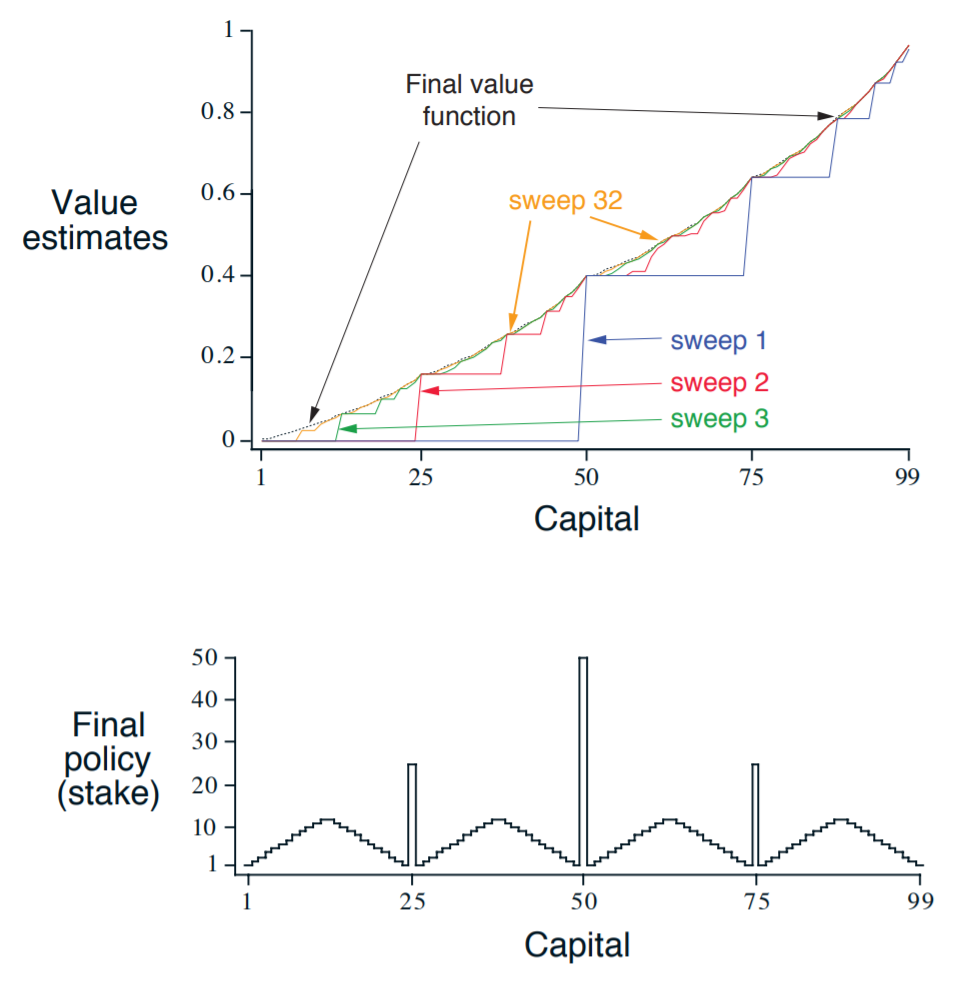 1
Final value
function
0.8
sweep 32
0.6
Value
estimates
0.4
sweep 1
0.2
sweep 2
sweep 3
0
1
25
50
75
99
Capital
50
40
Final
policy
(stake)
30
20
10
1
1
25
50
75
99
Capital